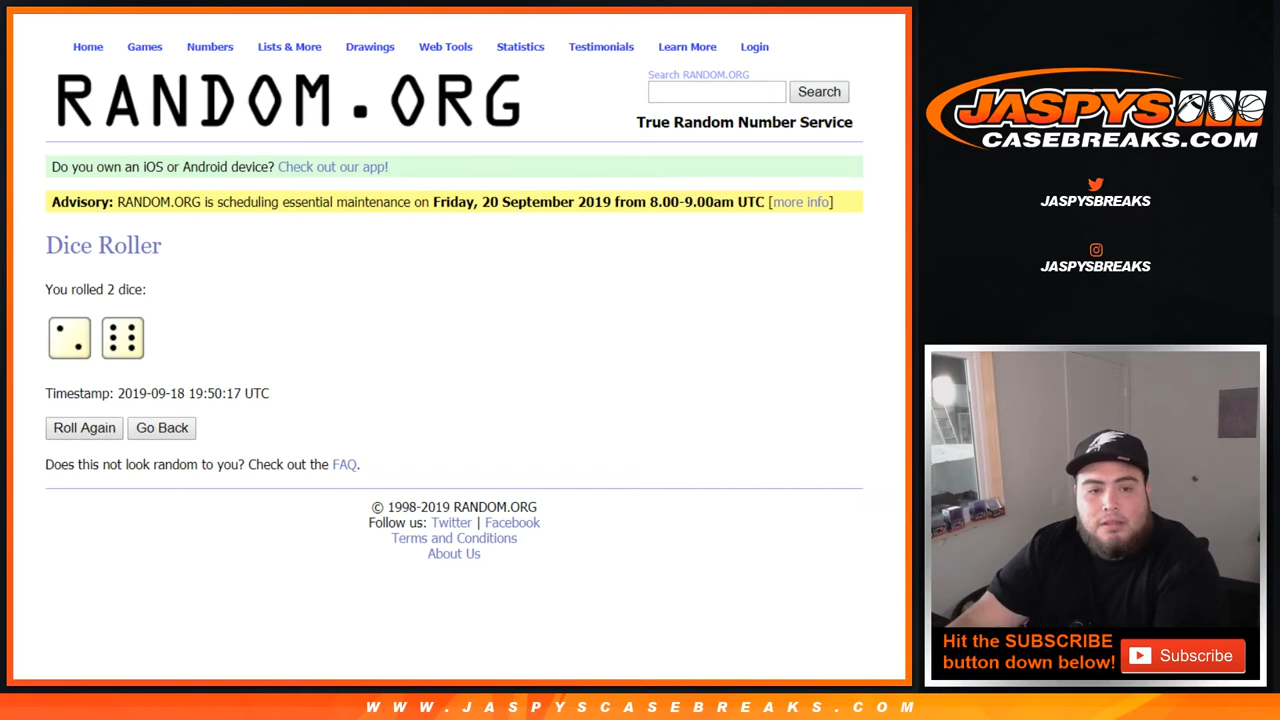 Home Games Numbers Lists & More Drawings Web Tools Statistics Testimonials Learn More Login
RANDOM.ORG
Search RANDOM.ORG
Search
True Random Number Service
Do you own an iOS or Android device? Check out our app!
Advisory: RANDOM.ORG is scheduling essential maintenance on Friday, 20 September 2019 from 8.00-9.00am UTC [more info]
Dice Roller
You rolled 2 dice:
Timestamp: 2019-09-18 19:50:17 UTC
Roll Again Go Back
Does this not look random to you? Check out the FAQ.
© 1998-2019 RANDOM.ORG
Follow us: Twitter | Facebook
Terms and Conditions
About Us
JASPYS
CASEBREAKS.COM
JASPYSBREAKS
JASPYSBREAKS
Hit the SUBSCRIBE
button down below!
Subscribe
WWW.JASPYSCASEBREAKS.COM